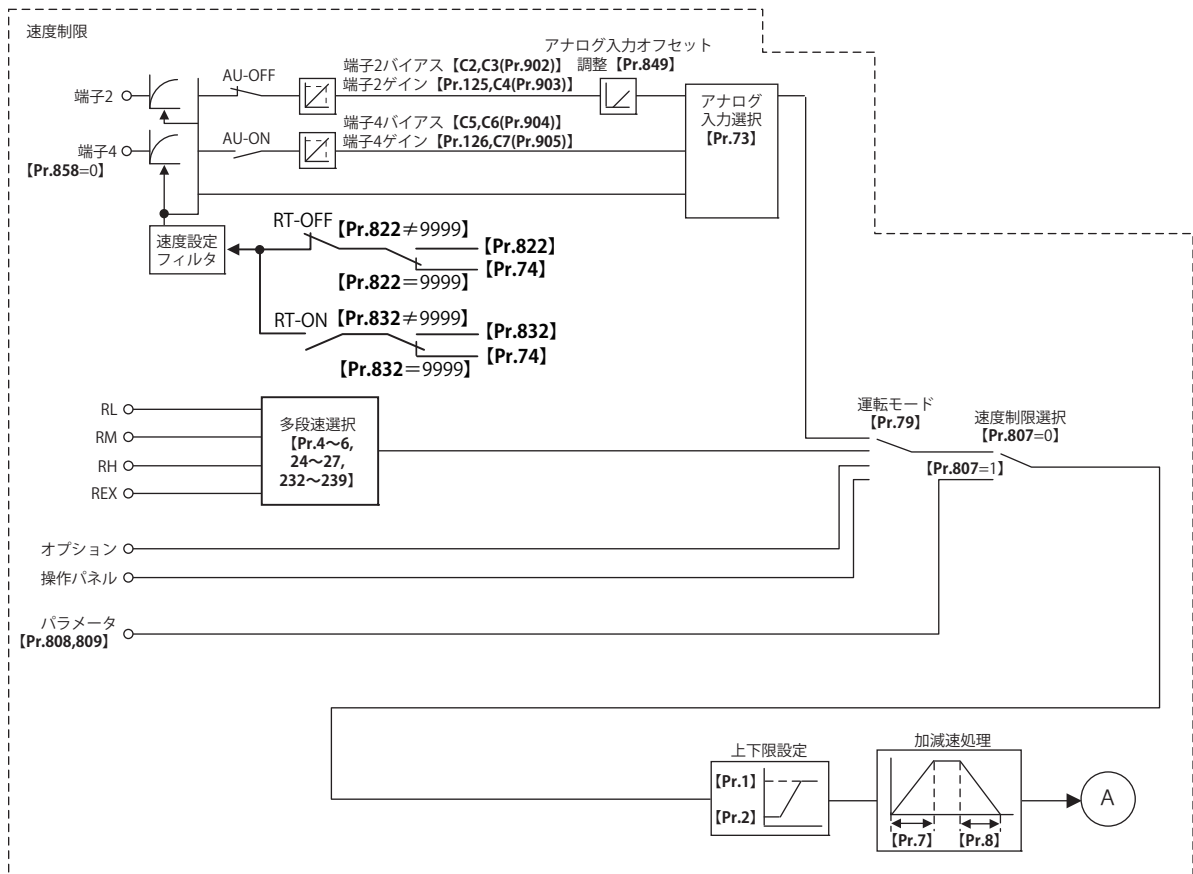 速度制限
アナログ入力オフセット
調整【Pr.849】
端子2
AU-OFF
端子2バイアス【C2,C3(Pr.902)】
端子2ゲイン【Pr.125,C4(Pr.903)】
アナログ
入力選択
【Pr.73】
端子4
【Pr.858=0】
AU-ON
端子4バイアス【C5,C6(Pr.904)】
端子4ゲイン【Pr.126,C7(Pr.905)】
速度設定
フィルタ
RT-OFF
【Pr.822≠9999】
【Pr.822】
【Pr.74】
【Pr.822=9999】
RT-ON
【Pr.832≠9999】
【Pr.832】
【Pr.74】
【Pr.832=9999】
RL
RM
RH
REX
多段速選択
【Pr.4～6,
24～27,
232～239】
運転モード
【Pr.79】
速度制限選択
【Pr.807=0】
【Pr.807=1】
オプション
操作パネル
パラメータ
【Pr.808,809】
上下限設定
【Pr.1】
【Pr.2】
加減速処理
【Pr.7】
【Pr.8】
A